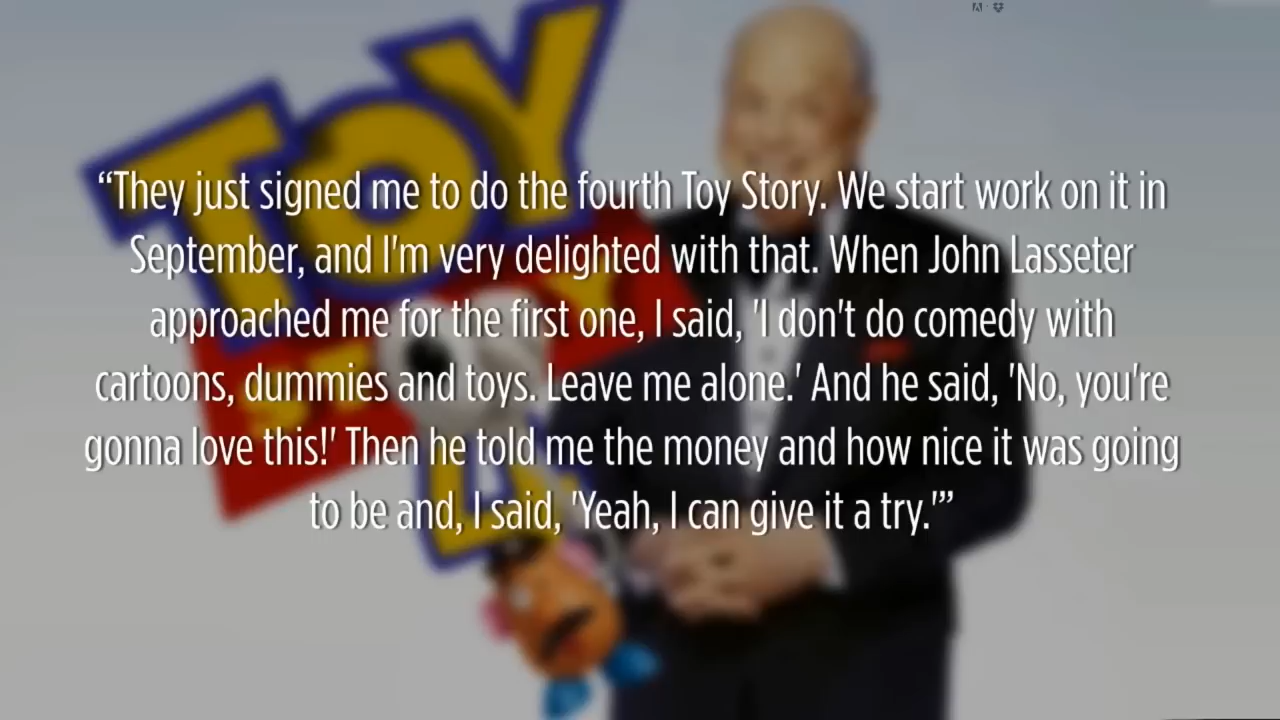 TOY
“They just signed me to do the fourth Toy Story. We start work on it in
September, and I'm very delighted with that. When John Lasseter
approached me for the first one, I said, 'I don't do comedy with
cartoons, dummies and toys. Leave me alone.' And he said, 'No, you're
gonna love this!' Then he told me the money and how nice it was going
to be and, I said, 'Yeah, I can give it a try.'”